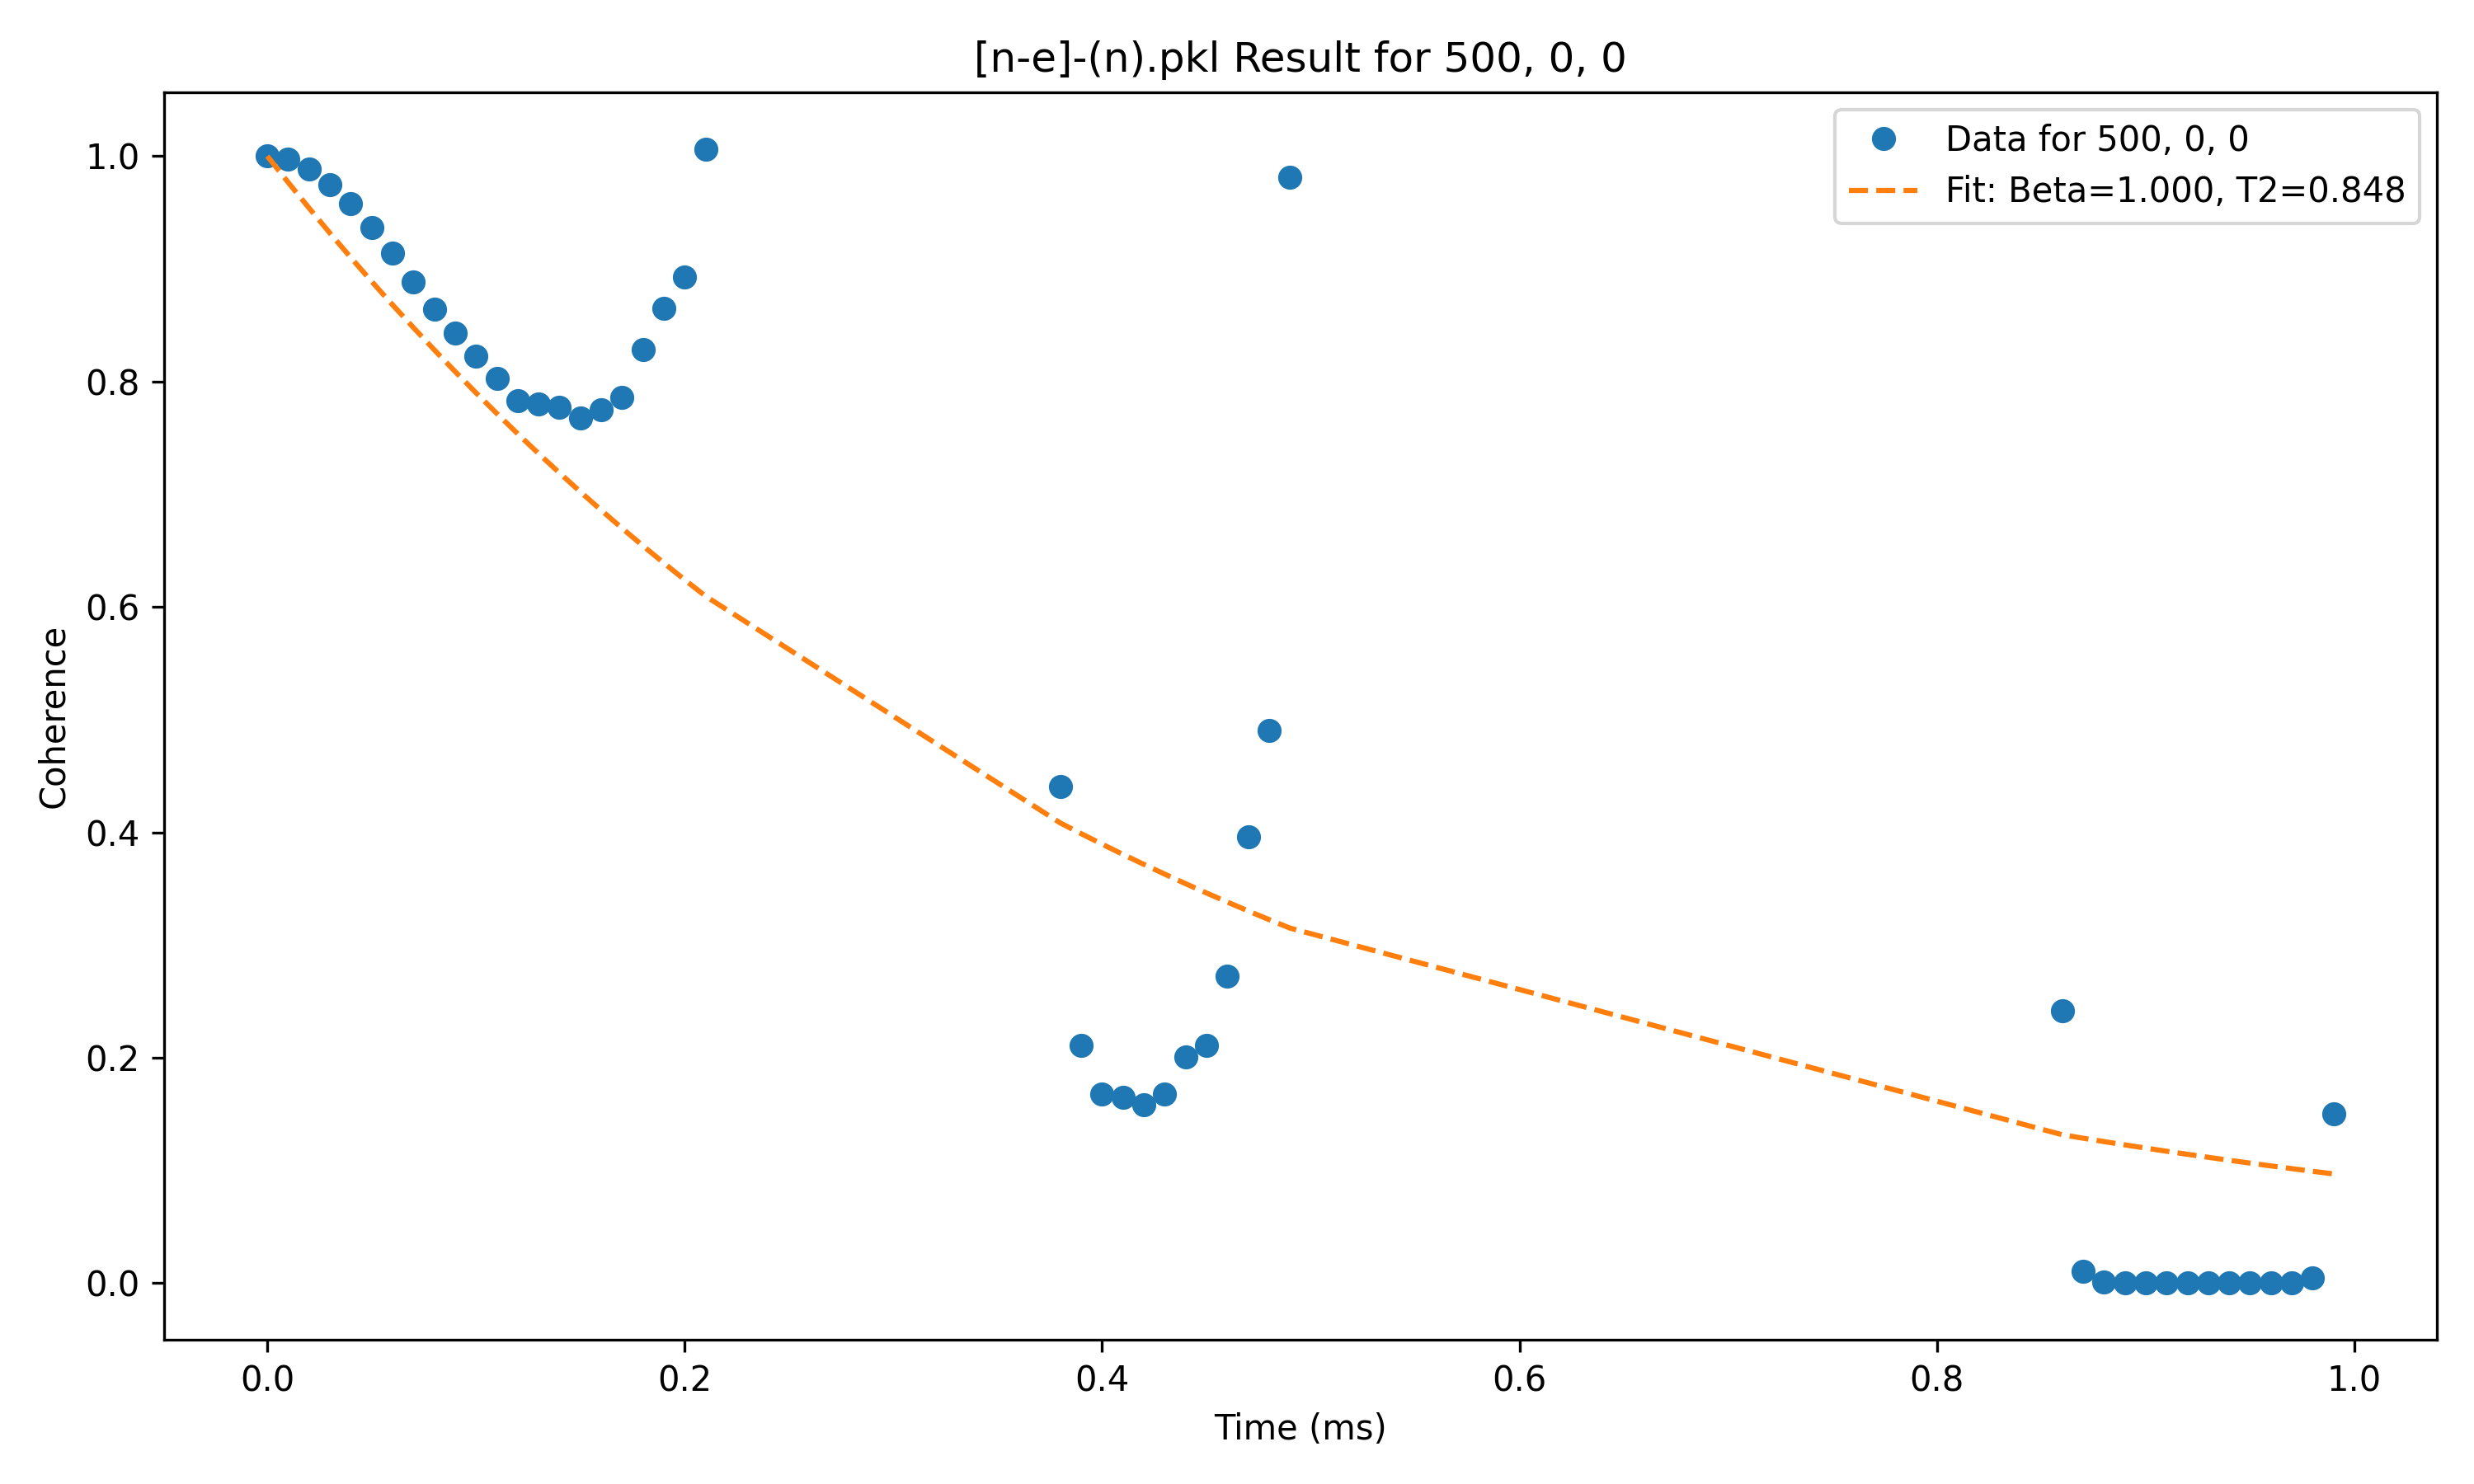 [n-e]-(n).pkl Result for 500, 0, 0
Data for 500, 0, 0
Fit: Beta=1.000, T2=0.848
Coherence
1.0
0.8
0.6
0.4
0.2
0.0
0.0 0.2 0.4 0.6 0.8 1.0
Time (ms)